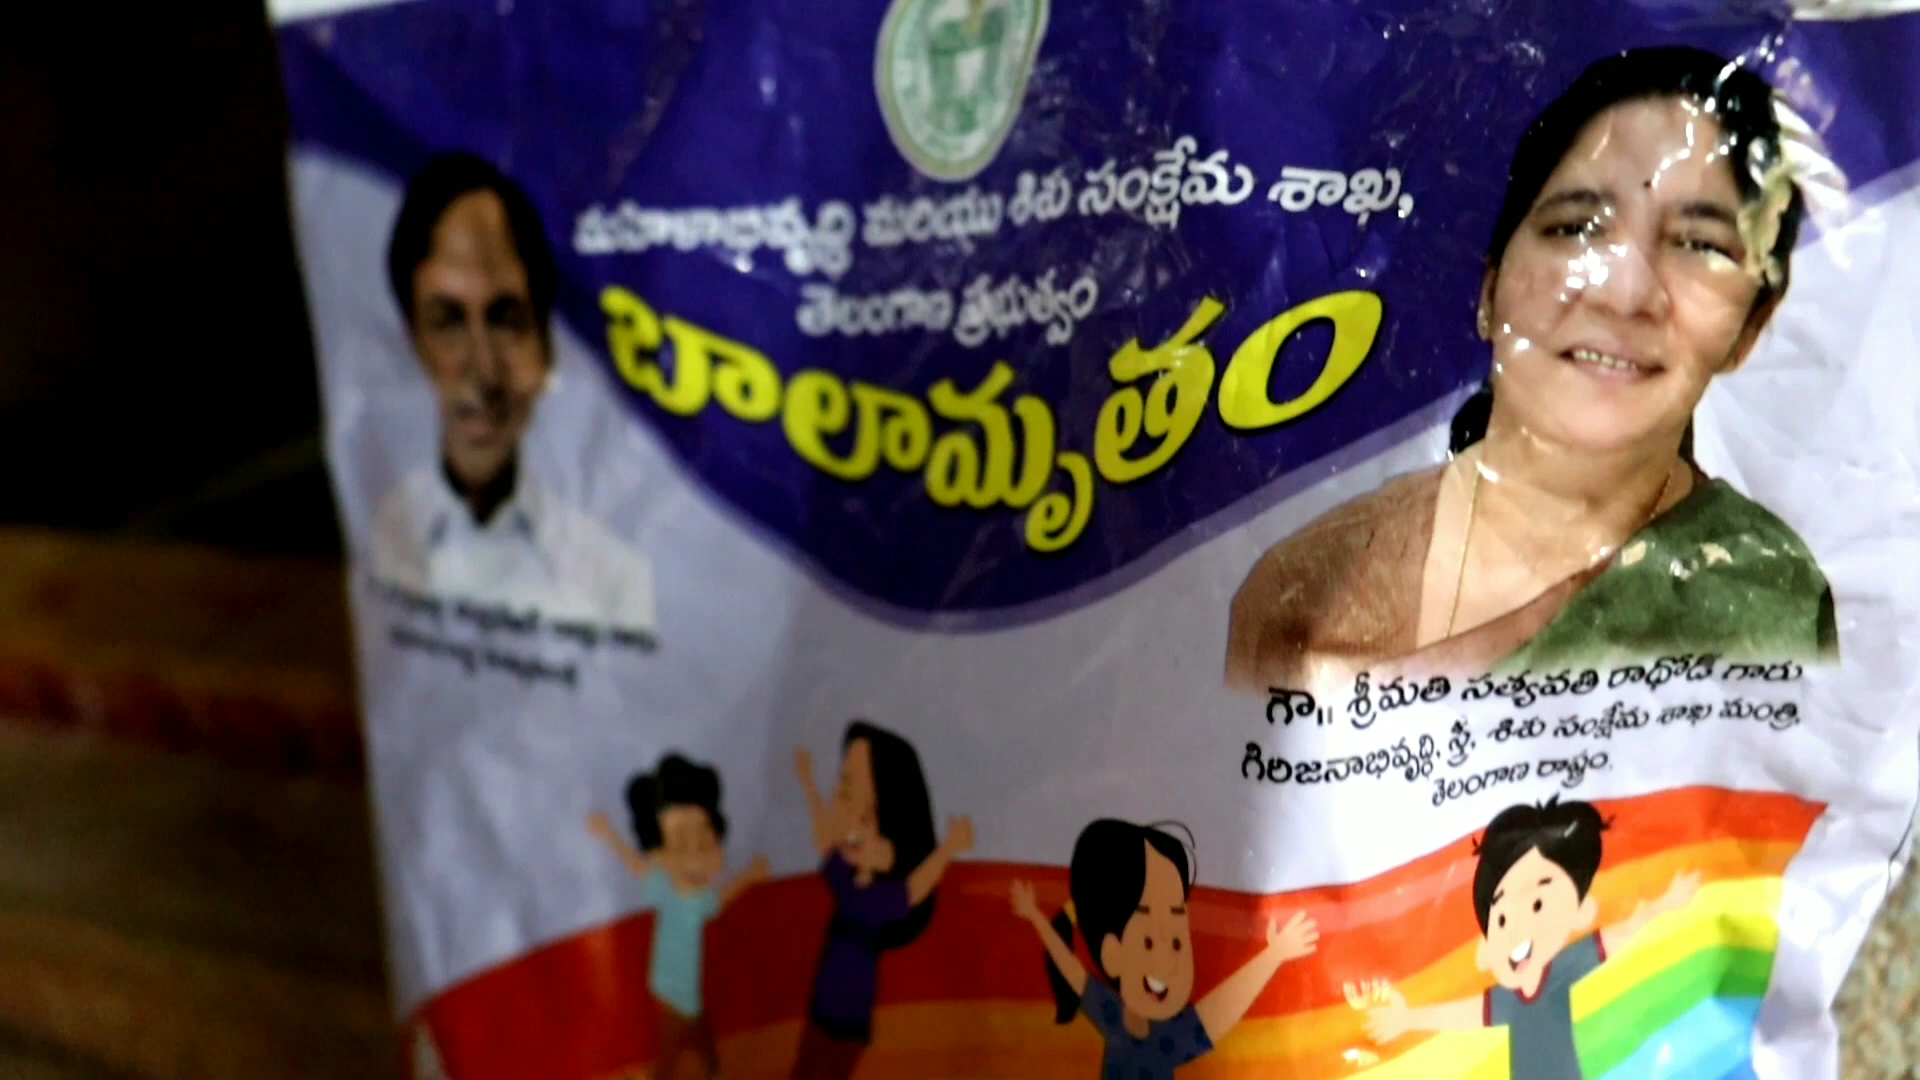 మహిళాభివృద్ధి మరియు శిశు సంక్షేమ శాఖ,
తెలంగాణ ప్రభుత్వం
బాలామృతం
గౌ॥ శ్రీమతి సత్యవతి రాథోడ్ గారు
గిరిజనాభివృద్ధి, స్త్రీ, శిశు సంక్షేమ శాఖ మంత్రి,
తెలంగాణ రాష్ట్రం.